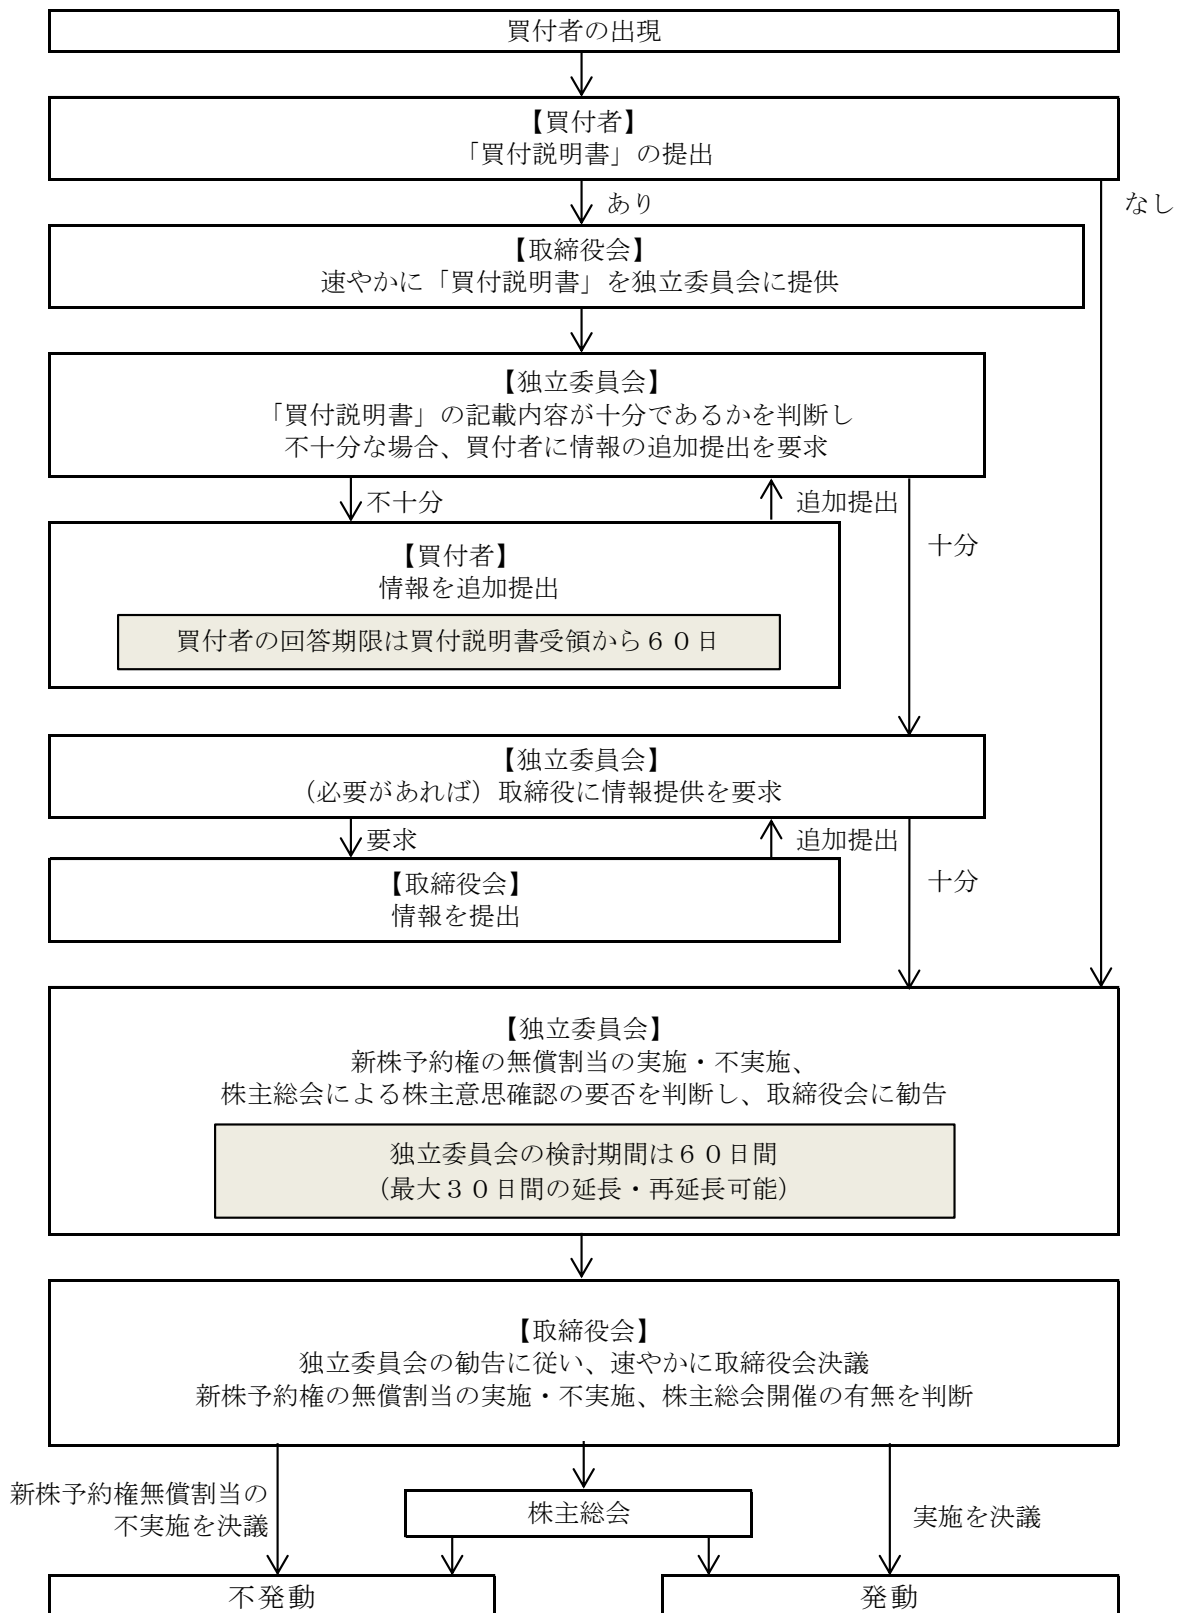 買付者の出現
【買付者】
「買付説明書」の提出
あり
なし
【取締役会】
速やかに「買付説明書」を独立委員会に提供
【独立委員会】
「買付説明書」の記載内容が十分であるかを判断し
不十分な場合、買付者に情報の追加提出を要求
不十分
追加提出
十分
【買付者】
情報を追加提出
買付者の回答期限は買付説明書受領から60日
【独立委員会】
（必要があれば）取締役に情報提供を要求
要求
追加提出
十分
【取締役会】
情報を提出
【独立委員会】
新株予約権の無償割当の実施・不実施、
株主総会による株主意思確認の要否を判断し、取締役会に勧告
独立委員会の検討期間は60日間
（最大30日間の延長・再延長可能）
【取締役会】
独立委員会の勧告に従い、速やかに取締役会決議
新株予約権の無償割当の実施・不実施、株主総会開催の有無を判断
新株予約権無償割当の
不実施を決議
株主総会
実施を決議
不発動
発動